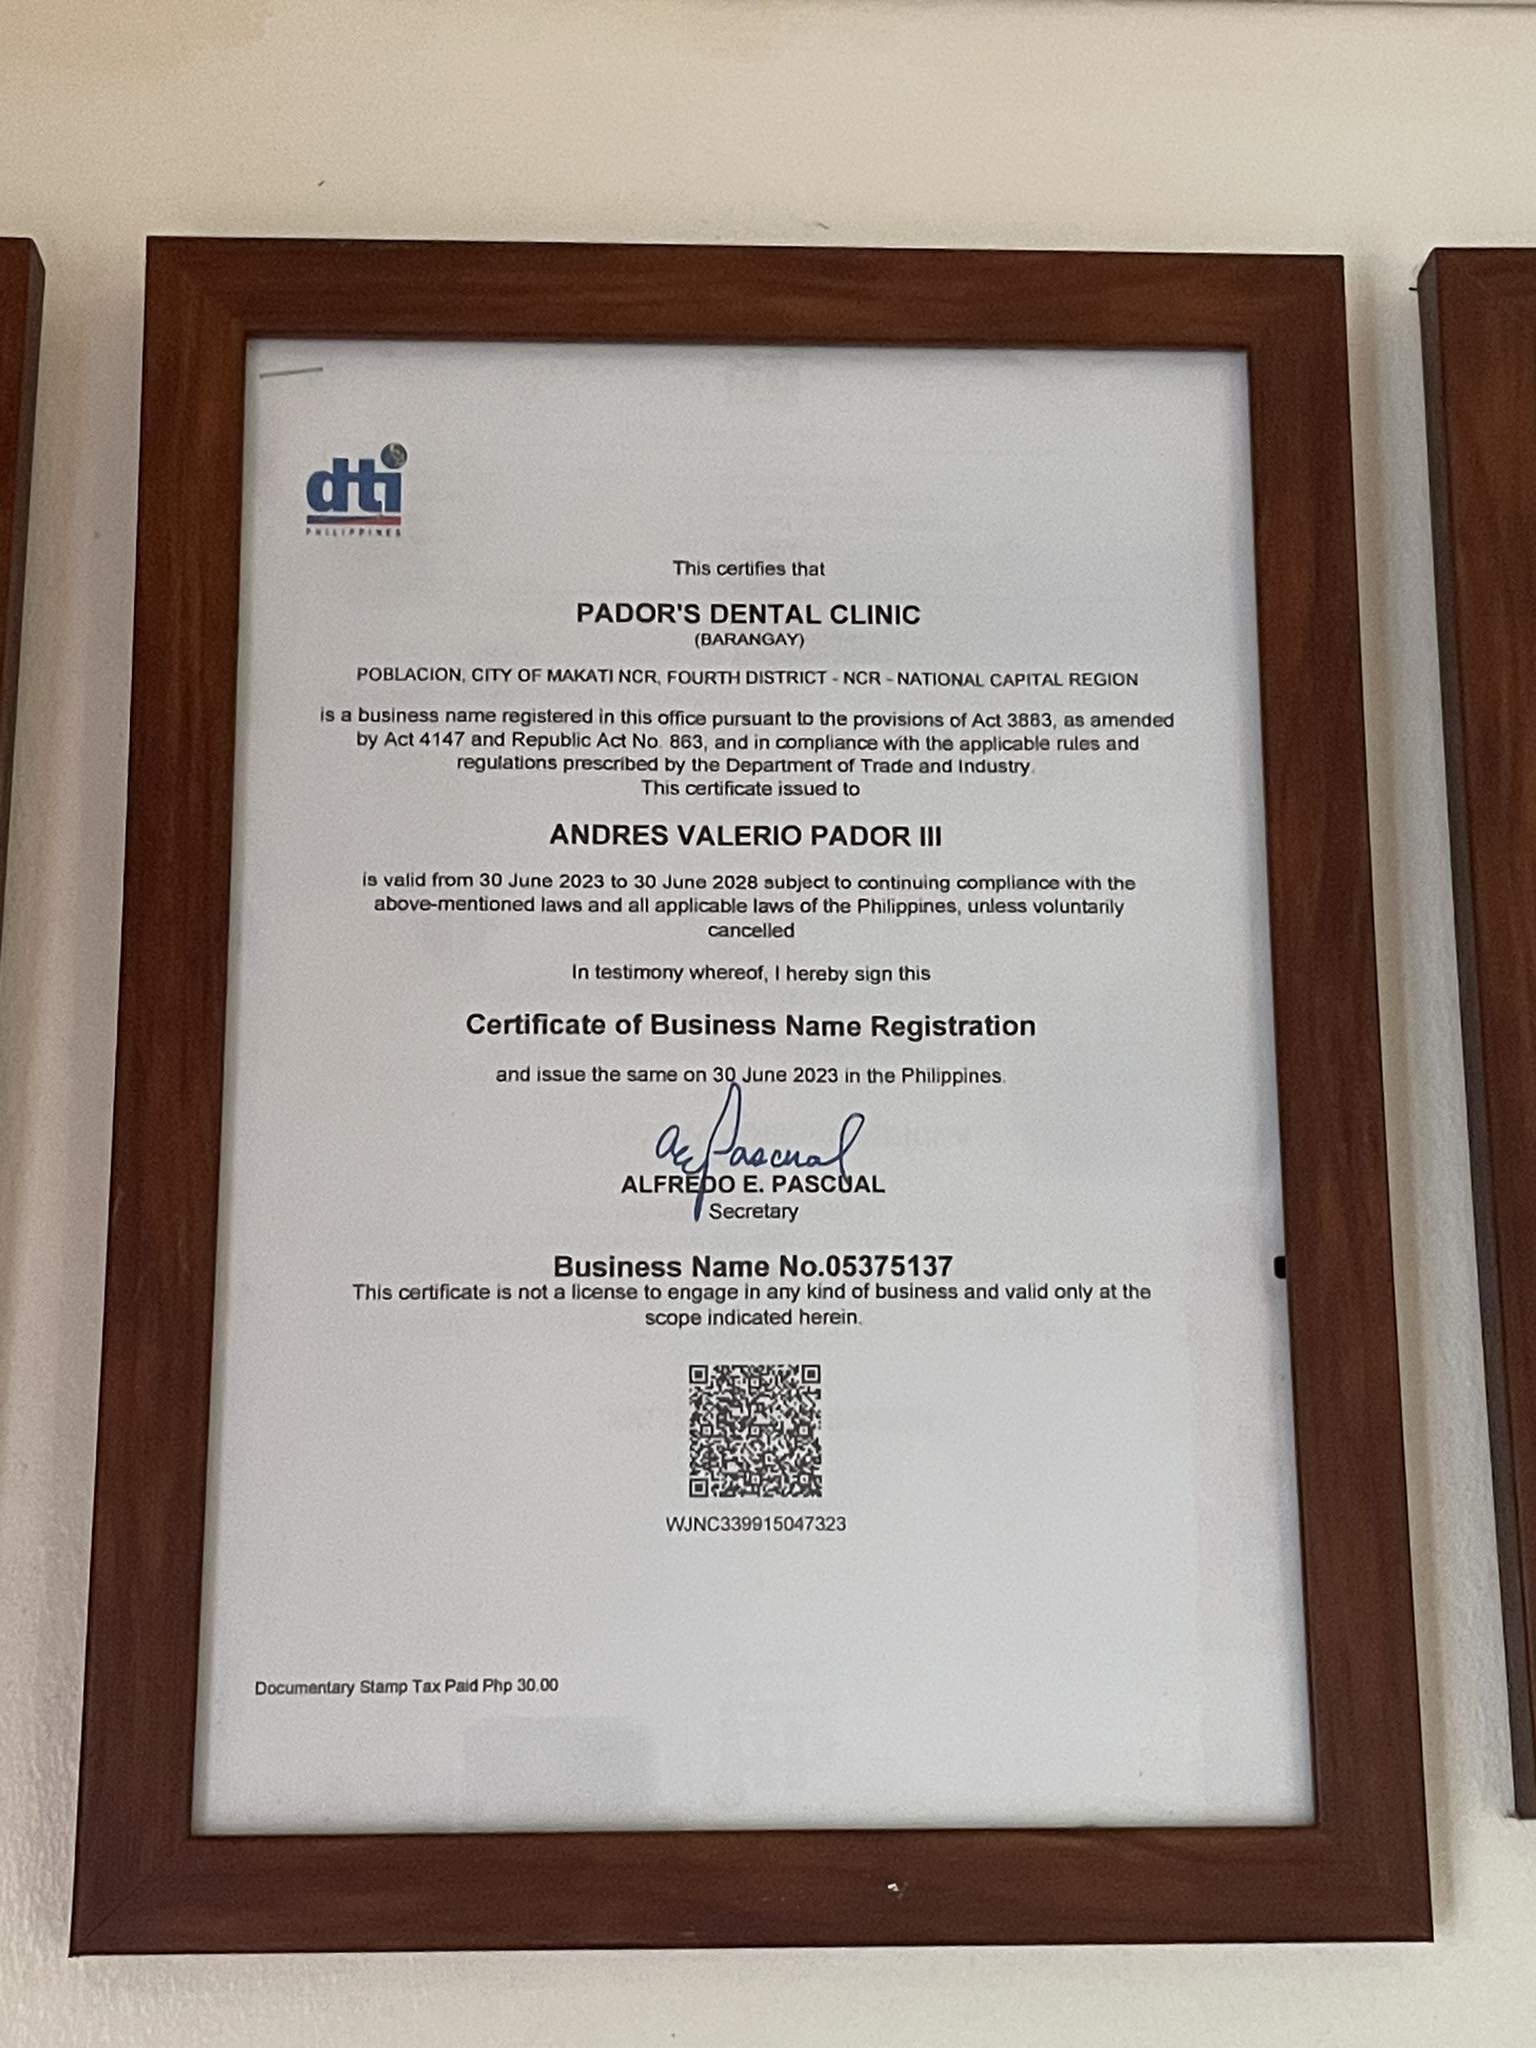 dti
PHILIPPINES
This certifies that
PADOR'S DENTAL CLINIC
(BARANGAY)
POBLACION, CITY OF MAKATI NCR, FOURTH DISTRICT - NCR - NATIONAL CAPITAL REGION
is a business name registered in this office pursuant to the provisions of Act 3883, as amended
by Act 4147 and Republic Act No. 863, and in compliance with the applicable rules and
regulations prescribed by the Department of Trade and Industry.
This certificate issued to
ANDRES VALERIO PADOR III
is valid from 30 June 2023 to 30 June 2028 subject to continuing compliance with the
above-mentioned laws and all applicable laws of the Philippines, unless voluntarily
cancelled
In testimony whereof, I hereby sign this
Certificate of Business Name Registration
and issue the same on 30 June 2023 in the Philippines.
ae Pascual
ALFREDO E. PASCUAL
Secretary
Business Name No.05375137
This certificate is not a license to engage in any kind of business and valid only at the
scope indicated herein.
WJNC339915047323
Documentary Stamp Tax Paid Php 30.00